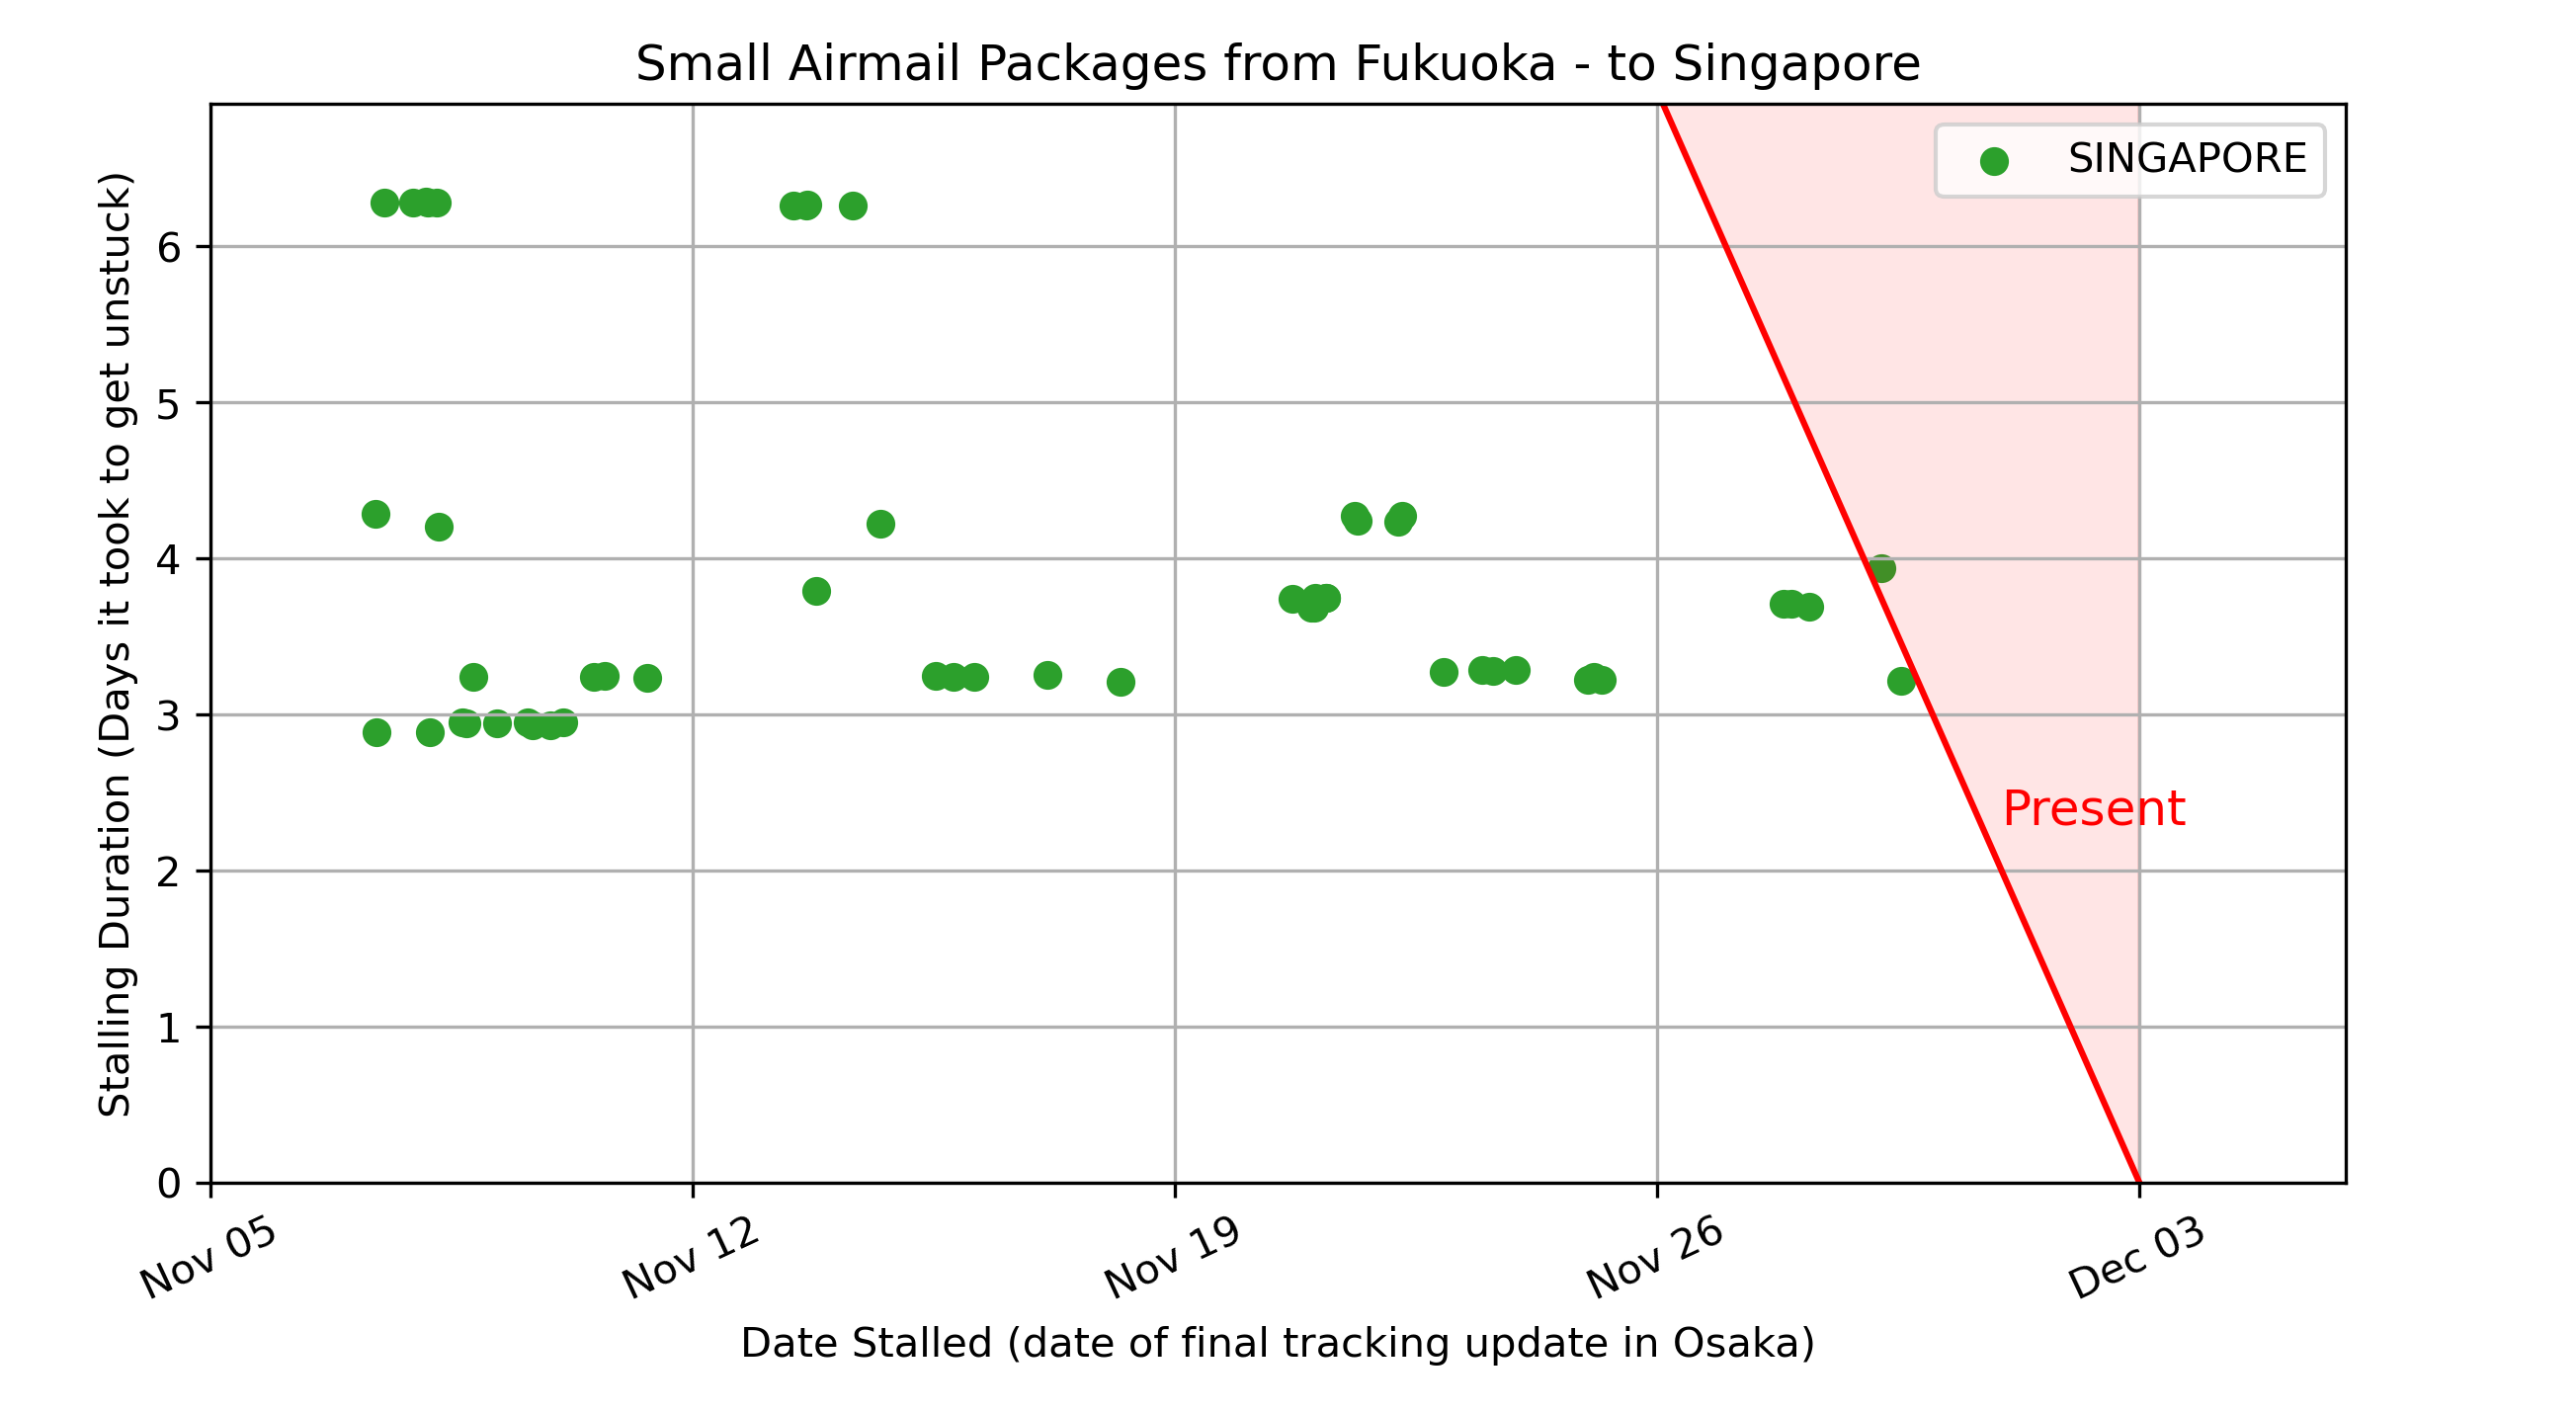 Small Airmail Packages from Fukuoka - to Singapore
SINGAPORE
Stalling Duration (Days it took to get unstuck)
6
5
4
3
2
1
0
Present
Nov 05
Nov 12
Nov 19
Nov 26
Dec 03
Date Stalled (date of final tracking update in Osaka)